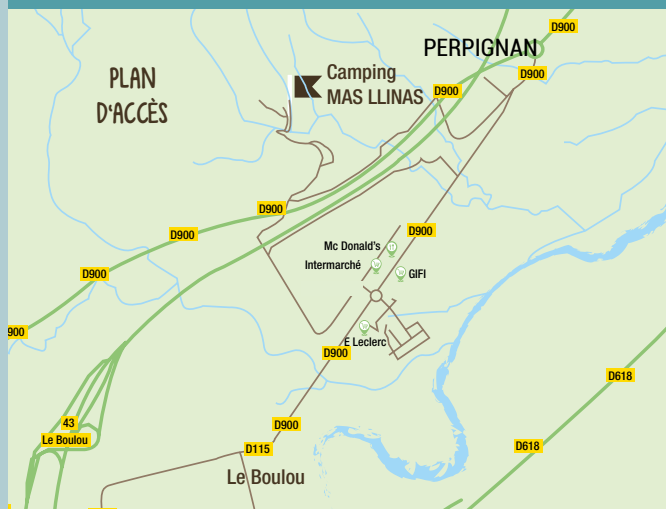 D900
PERPIGNAN
D900
PLAN
D'ACCÈS
Camping
MAS LLINAS
D900
D900
D900
D900
Mc Donald's
Intermarché
GIFI
D900
900
E Leclerc
D900
D618
43
Le Boulou
D900
D618
D115
Le Boulou